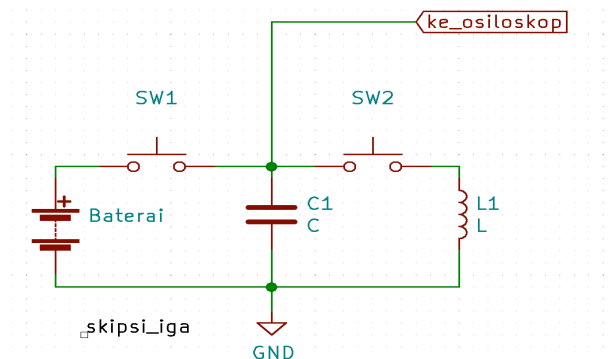 ke_osiloskop
SW1
SW2
+
Baterai
C1
C
L1
L
skipsi_iga
GND